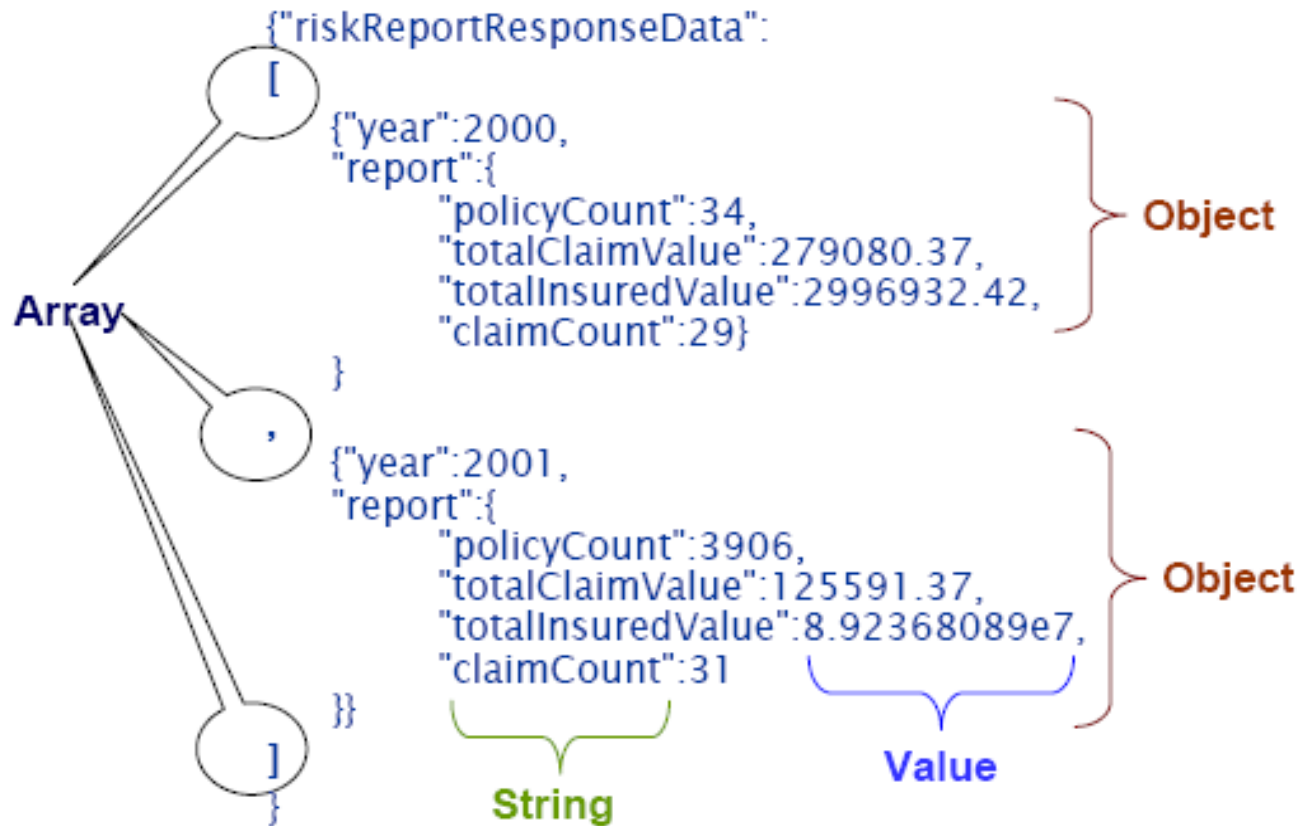 {"riskReportResponseData":
[
{"year":2000,
"report":{
"policyCount":34,
"totalClaimValue":279080.37,
"totalInsuredValue":2996932.42,
"claimCount":29}
}
Object
Array
,
{"year":2001,
"report":{
"policyCount":3906,
"totalClaimValue":125591.37,
"totalInsuredValue":8.92368089e7,
"claimCount":31
}}
Object
]
}
String
Value